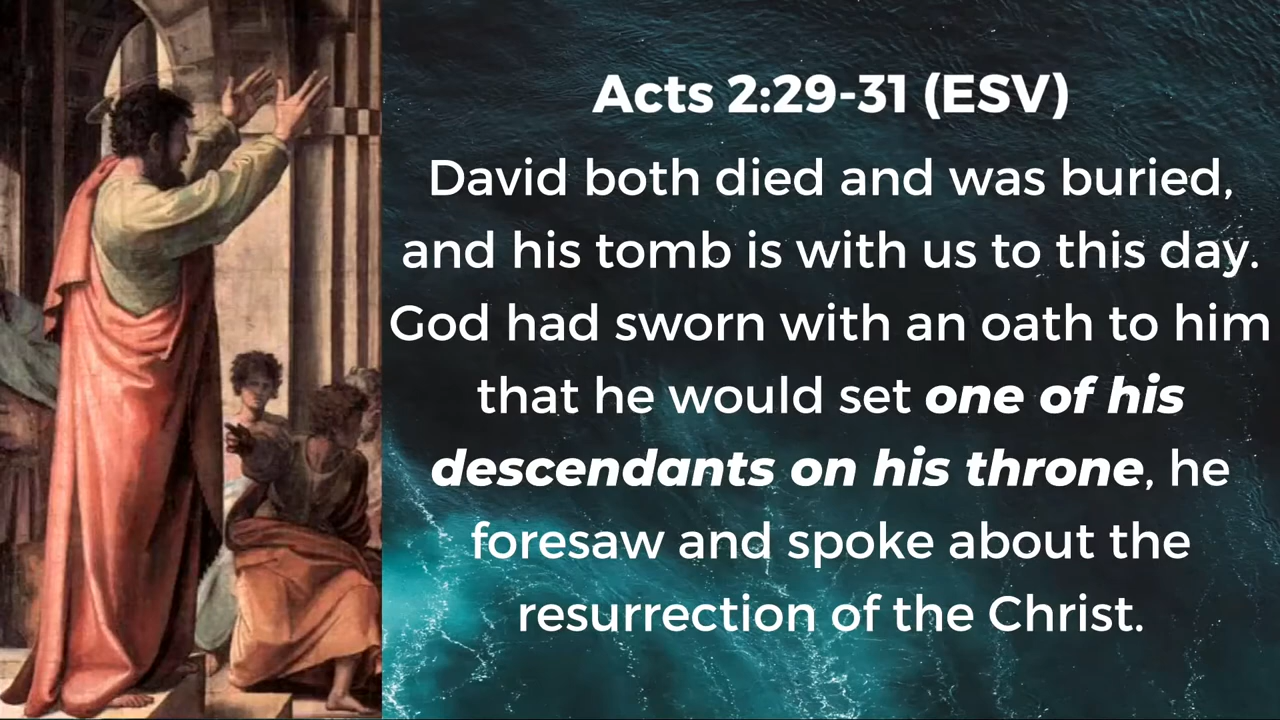 Acts 2:29-31 (ESV)
David both died and was buried,
and his tomb is with us to this day.
God had sworn with an oath to him
that he would set one of his
descendants on his throne, he
foresaw and spoke about the
resurrection of the Christ.